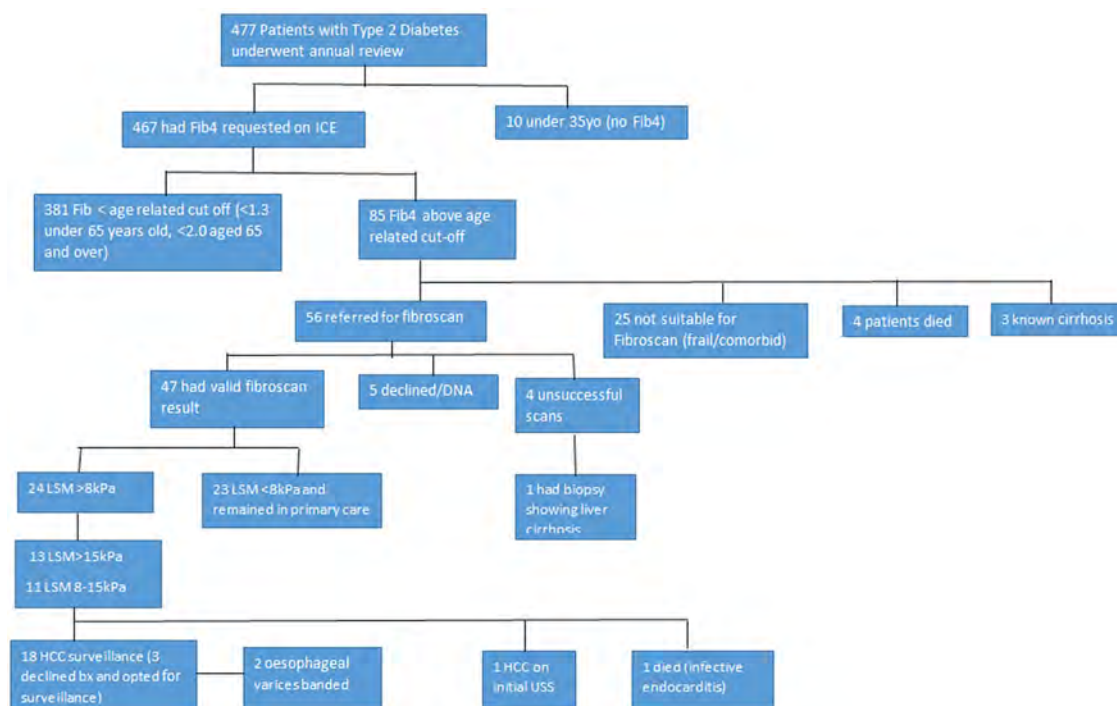 477 Patients with Type 2 Diabetes
underwent annual review
467 had Fib4 requested on ICE
10 under 35yo (no Fib4)
381 Fib < age related cut off (<1.3
under 65 years old,
<2.0 aged 65
and over)
85 Fib4 above age
related cut-off
56 referred for fibroscan
25 not suitable for
Fibroscan (frail/comorbid)
4 patients died
3 known cirrhosis
47 had valid fibroscan
result
5 declined/DNA
4 unsuccessful
scans
24 LSM >8kPa
23 LSM <8kPa and
remained in primary care
1 had biopsy
showing liver
cirrhosis
13 LSM>15kPa
11 LSM 8-15kPa
18 HCC surveillance (3
declined bx and opted for
surveillance)
2 oesophageal
varices banded
1 HCC on
initial USS
1 died (infective
endocarditis)